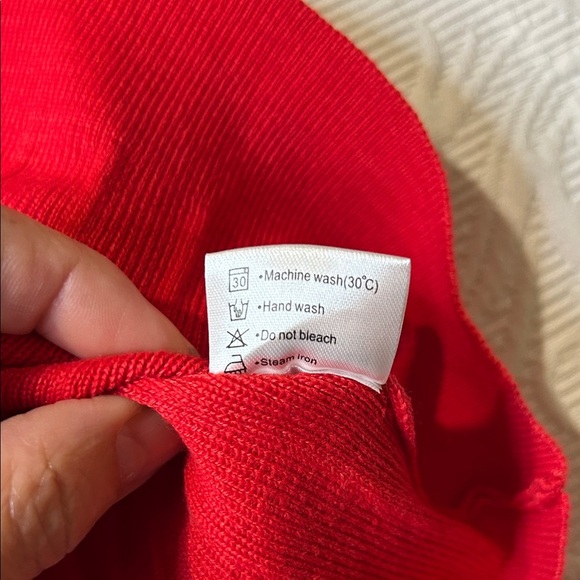 30 •Machine wash(30°C)
•Hand wash
•Do not bleach
•Steam iron